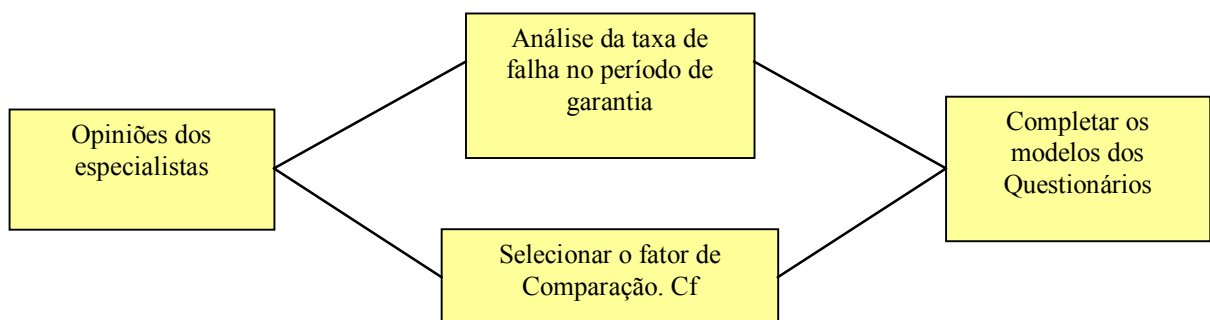 Opiniões dos
especialistas
Análise da taxa de
falha no período de
garantia
Selecionar o fator de
Comparação. Cf
Completar os
modelos dos
Questionários